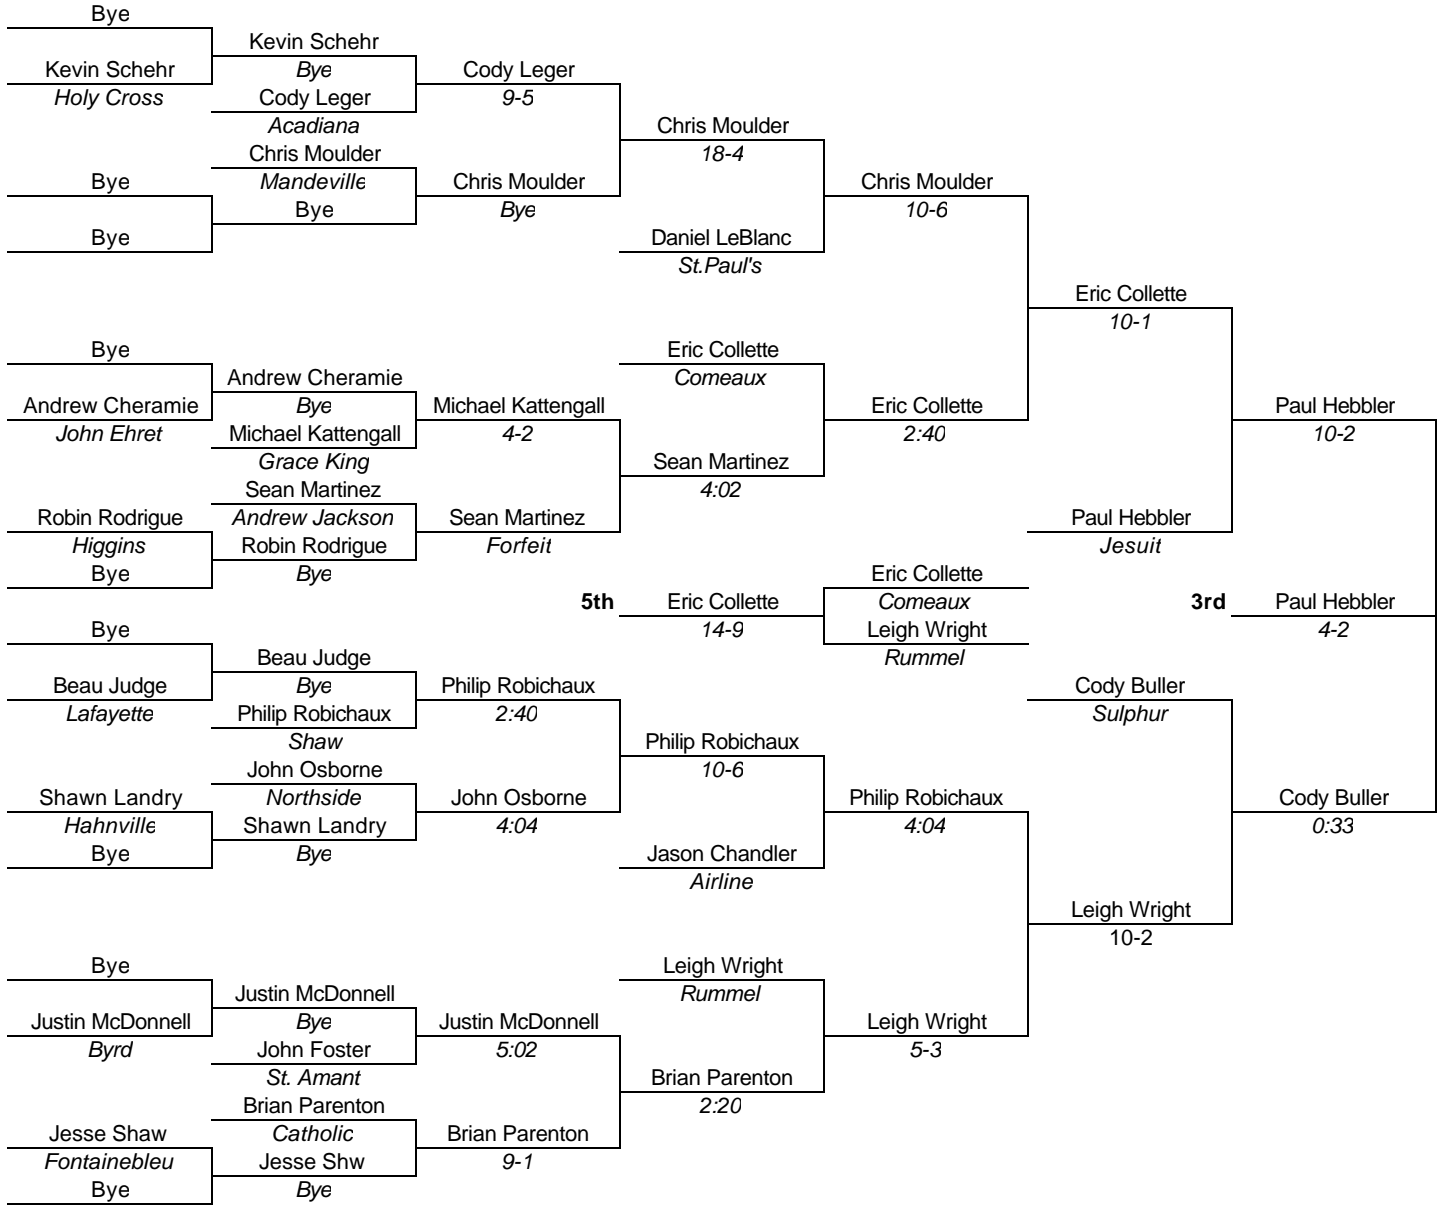 Bye
Kevin Schehr
Kevin Schehr
Bye
Cody Leger
Holy Cross
Cody Leger
9-5
Acadiana
Chris Moulder
Chris Moulder
18-4
Bye
Mandeville
Chris Moulder
Chris Moulder
Bye
Bye
10-6
Bye
Daniel LeBlanc
St.Paul's
Eric Collette
10-1
Bye
Eric Collette
Andrew Cheramie
Comeaux
Andrew Cheramie
Bye
Michael Kattengall
Eric Collette
Paul Hebbler
John Ehret
Michael Kattengall
4-2
2:40
10-2
Grace King
Sean Martinez
Sean Martinez
4:02
Robin Rodrigue
Andrew Jackson
Sean Martinez
Paul Hebbler
Higgins
Robin Rodrigue
Forfeit
Jesuit
Bye
Bye
Eric Collette
5th
Eric Collette
Comeaux
3rd
Paul Hebbler
Bye
14-9
Leigh Wright
4-2
Beau Judge
Rummel
Beau Judge
Bye
Philip Robichaux
Cody Buller
Lafayette
Philip Robichaux
2:40
Sulphur
Shaw
Philip Robichaux
John Osborne
10-6
Shawn Landry
Northside
John Osborne
Philip Robichaux
Cody Buller
Hahnville
Shawn Landry
4:04
4:04
0:33
Bye
Bye
Jason Chandler
Airline
Leigh Wright
10-2
Bye
Leigh Wright
Justin McDonnell
Rummel
Justin McDonnell
Bye
Justin McDonnell
Leigh Wright
Byrd
John Foster
5:02
5-3
St. Amant
Brian Parenton
Brian Parenton
2:20
Jesse Shaw
Catholic
Brian Parenton
Fontainebleu
Jesse Shw
9-1
Bye
Bye